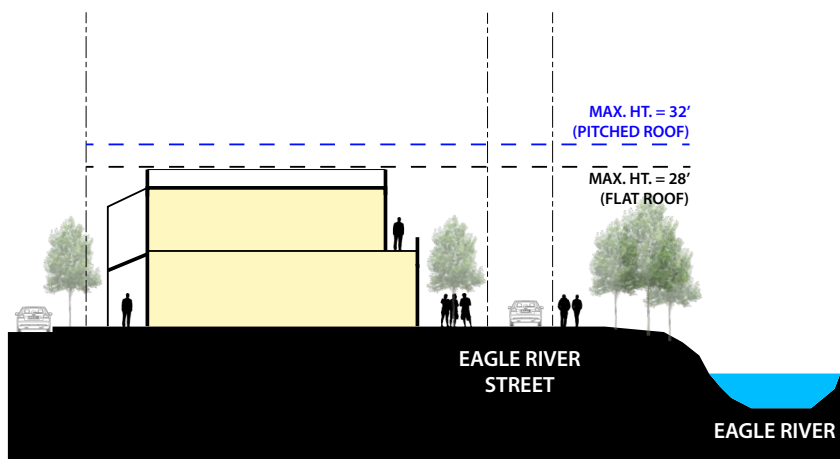 MAX. HT. = 32'
(PITCHED ROOF)
MAX. HT. = 28'
(FLAT ROOF)
EAGLE RIVER
STREET
EAGLE RIVER